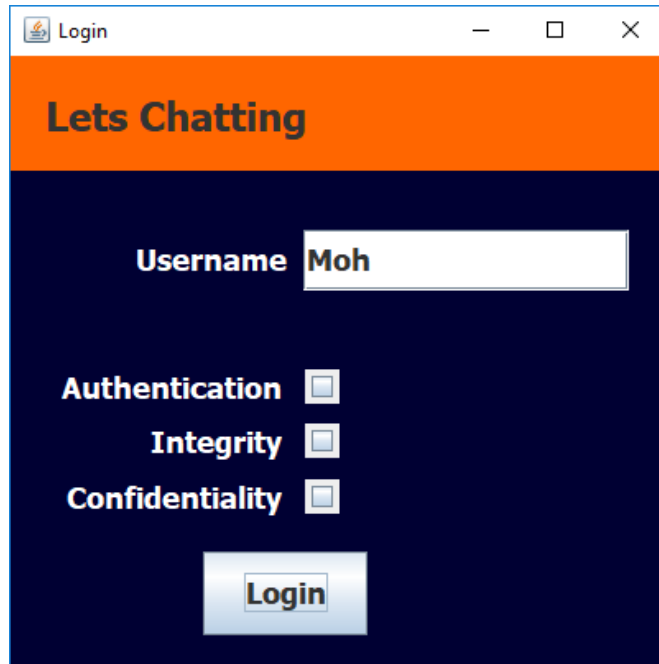 Login
Lets Chatting
Username Moh
Authentication
Integrity
Confidentiality
Login